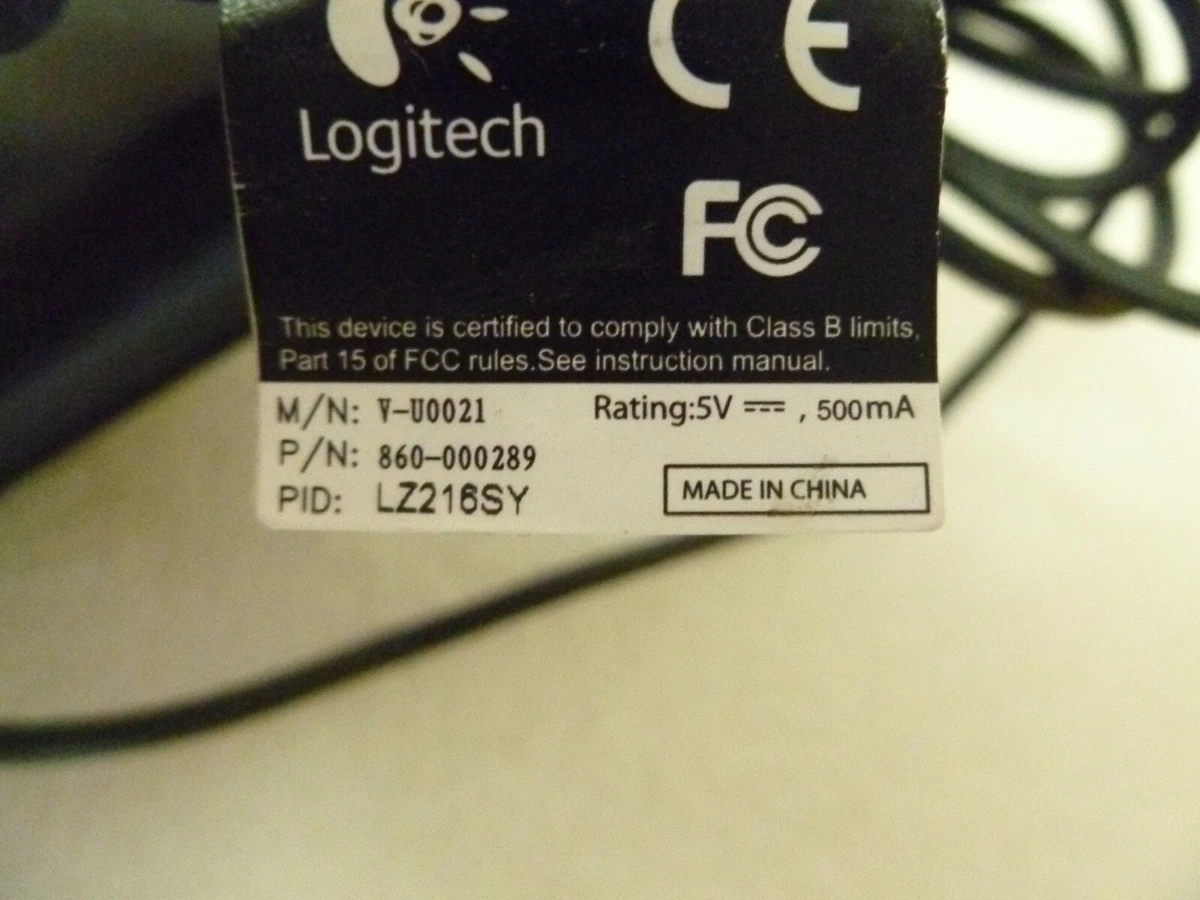 CE
Logitech
FC
This device is certified to comply with Class B limits,
Part 15 of FCC rules.See instruction manual.
M/N: V-U0021 Rating:5V ⎓ , 500mA
P/N: 860-000289
PID: LZ216SY MADE IN CHINA